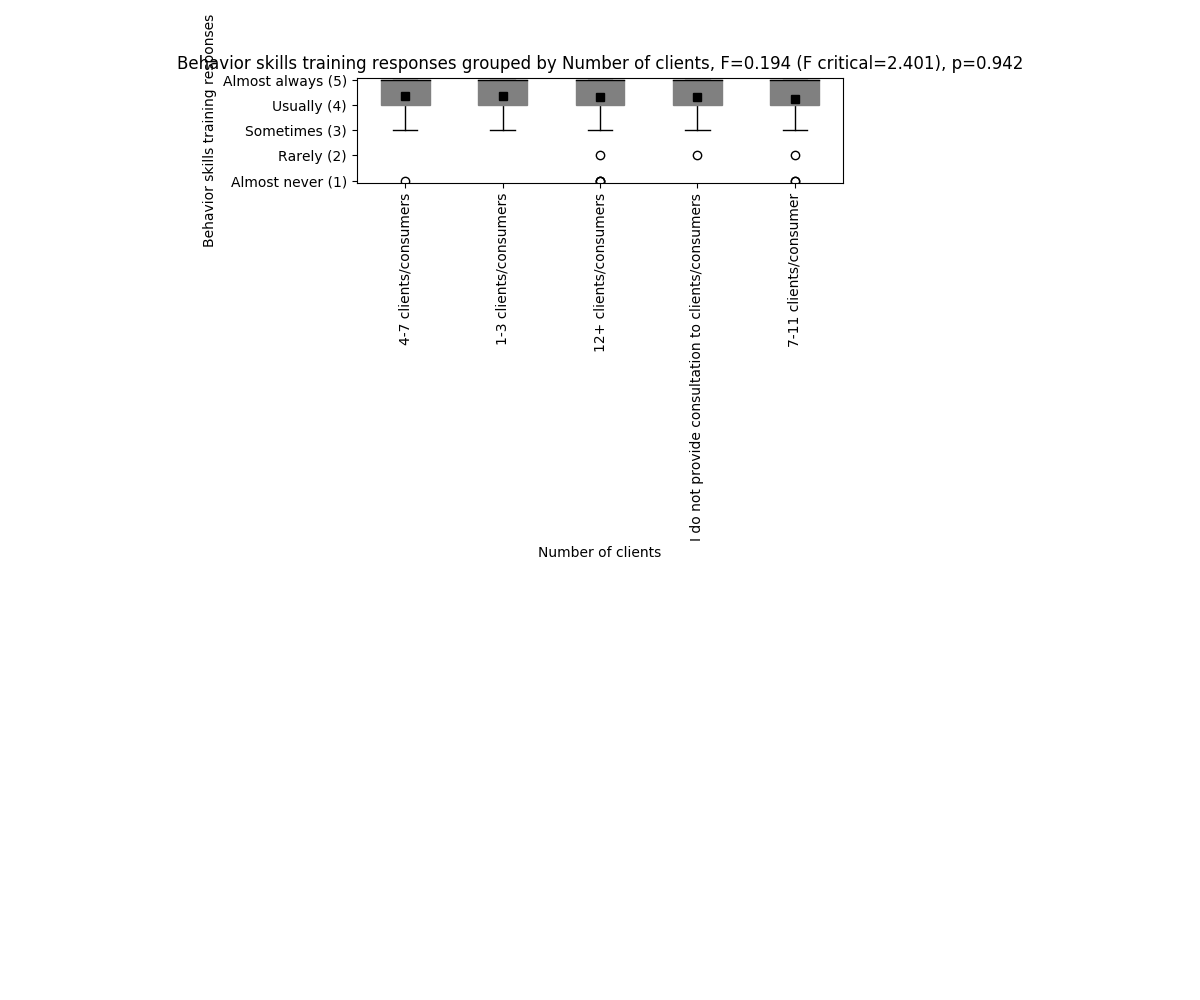 Behavior skills training responses grouped by Number of clients, F=0.194 (F critical=2.401), p=0.942
Behavior skills training responses
Almost always (5)
Usually (4)
Sometimes (3)
Rarely (2)
Almost never (1)
4-7 clients/consumers
1-3 clients/consumers
12+ clients/consumers
I do not provide consultation to clients/consumers
7-11 clients/consumer
Number of clients